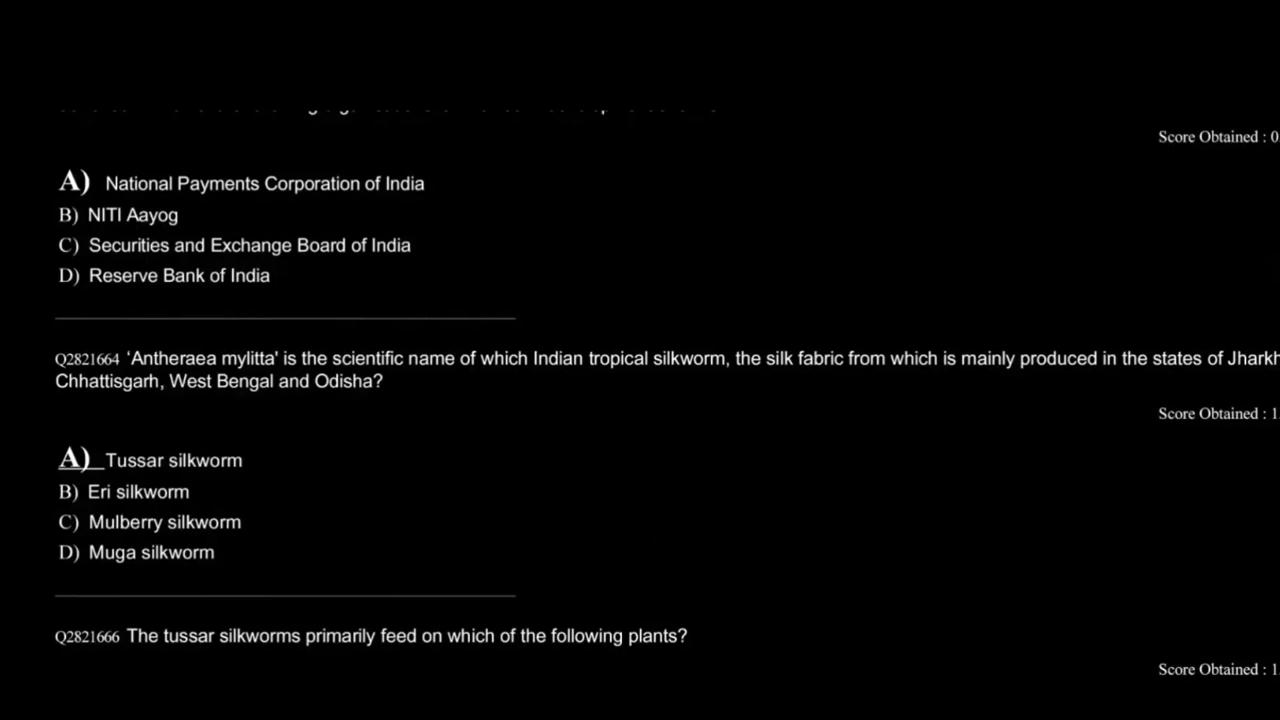 Score Obtained : 0
A) National Payments Corporation of India
B) NITI Aayog
C) Securities and Exchange Board of India
D) Reserve Bank of India
Q2821664 'Antheraea mylitta' is the scientific name of which Indian tropical silkworm, the silk fabric from which is mainly produced in the states of Jharkh
Chhattisgarh, West Bengal and Odisha?
Score Obtained : 1.
A) Tussar silkworm
B) Eri silkworm
C) Mulberry silkworm
D) Muga silkworm
Q2821666 The tussar silkworms primarily feed on which of the following plants?
Score Obtained : 1.